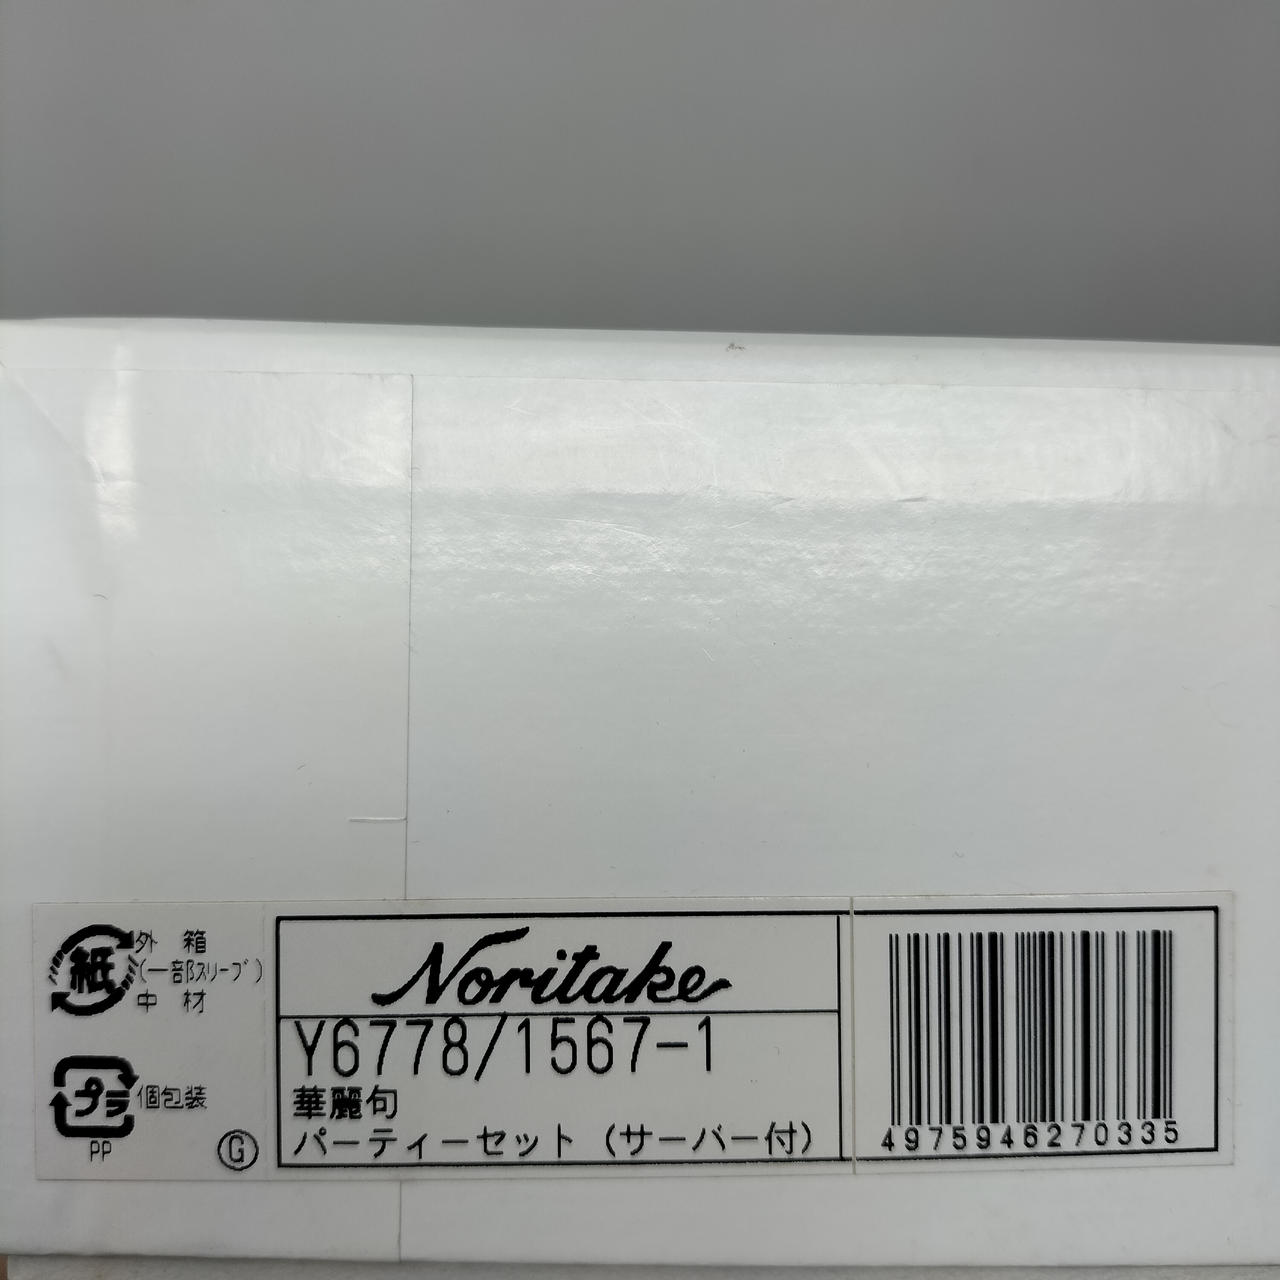 紙 外箱
(一部ｽﾘｰﾌﾞ)
中材
プラ 個包装
PP
G
Noritake
Y6778/1567-1
華麗句
パーティーセット（サーバー付）
4975946270335